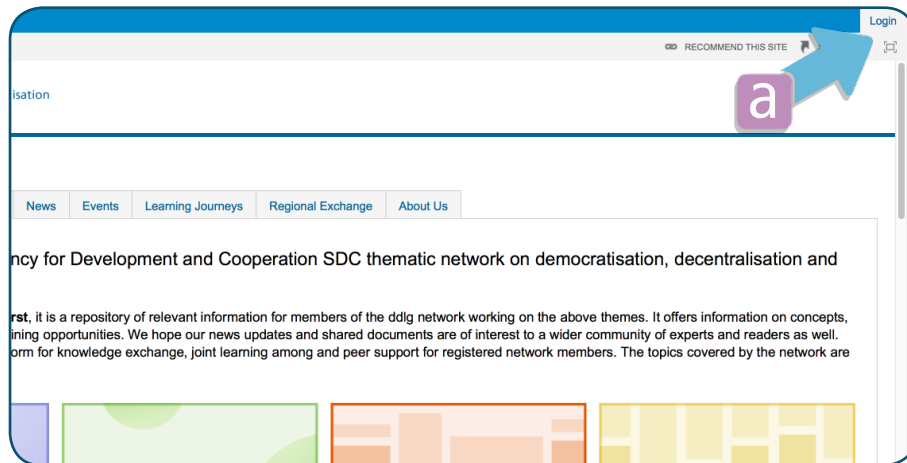 Login
RECOMMEND THIS SITE
a
isation
News Events Learning Journeys Regional Exchange About Us
ncy for Development and Cooperation SDC thematic network on democratisation, decentralisation and
rst, it is a repository of relevant information for members of the ddlg network working on the above themes. It offers information on concepts,
ining opportunities. We hope our news updates and shared documents are of interest to a wider community of experts and readers as well.
orm for knowledge exchange, joint learning among and peer support for registered network members. The topics covered by the network are